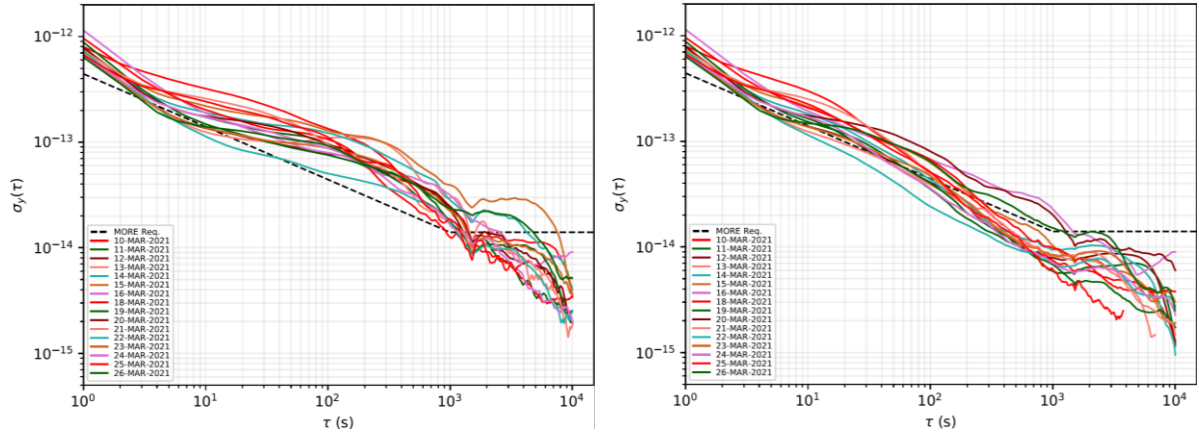 10⁻¹²
10⁻¹³
10⁻¹⁴
10⁻¹⁵
σy(τ)
MORE Req.
10-MAR-2021
11-MAR-2021
12-MAR-2021
13-MAR-2021
14-MAR-2021
15-MAR-2021
16-MAR-2021
18-MAR-2021
19-MAR-2021
20-MAR-2021
21-MAR-2021
22-MAR-2021
23-MAR-2021
24-MAR-2021
25-MAR-2021
26-MAR-2021
10⁰ 10¹ 10² 10³ 10⁴
τ (s)
10⁻¹²
10⁻¹³
10⁻¹⁴
10⁻¹⁵
σy(τ)
MORE Req.
10-MAR-2021
11-MAR-2021
12-MAR-2021
13-MAR-2021
14-MAR-2021
15-MAR-2021
16-MAR-2021
18-MAR-2021
19-MAR-2021
20-MAR-2021
21-MAR-2021
22-MAR-2021
23-MAR-2021
24-MAR-2021
25-MAR-2021
26-MAR-2021
10⁰ 10¹ 10² 10³ 10⁴
τ (s)